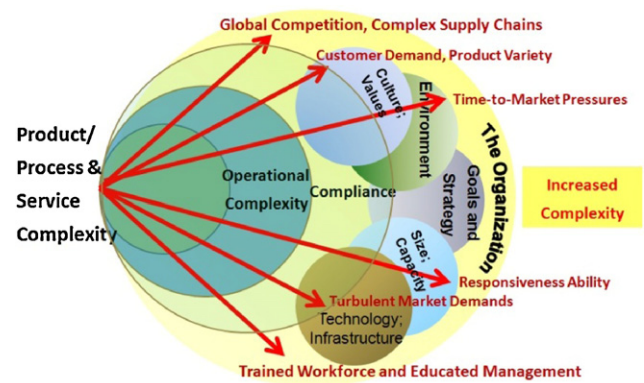 Global Competition, Complex Supply Chains
Customer Demand, Product Variety
Time-to-Market Pressures
Culture;
Values
Environment
The Organization
Product/
Process &
Service
Complexity
Operational
Complexity
Compliance
Goals and
Strategy
Increased
Complexity
Size;
Capacity
Responsiveness Ability
Turbulent Market Demands
Technology;
Infrastructure
Trained Workforce and Educated Management